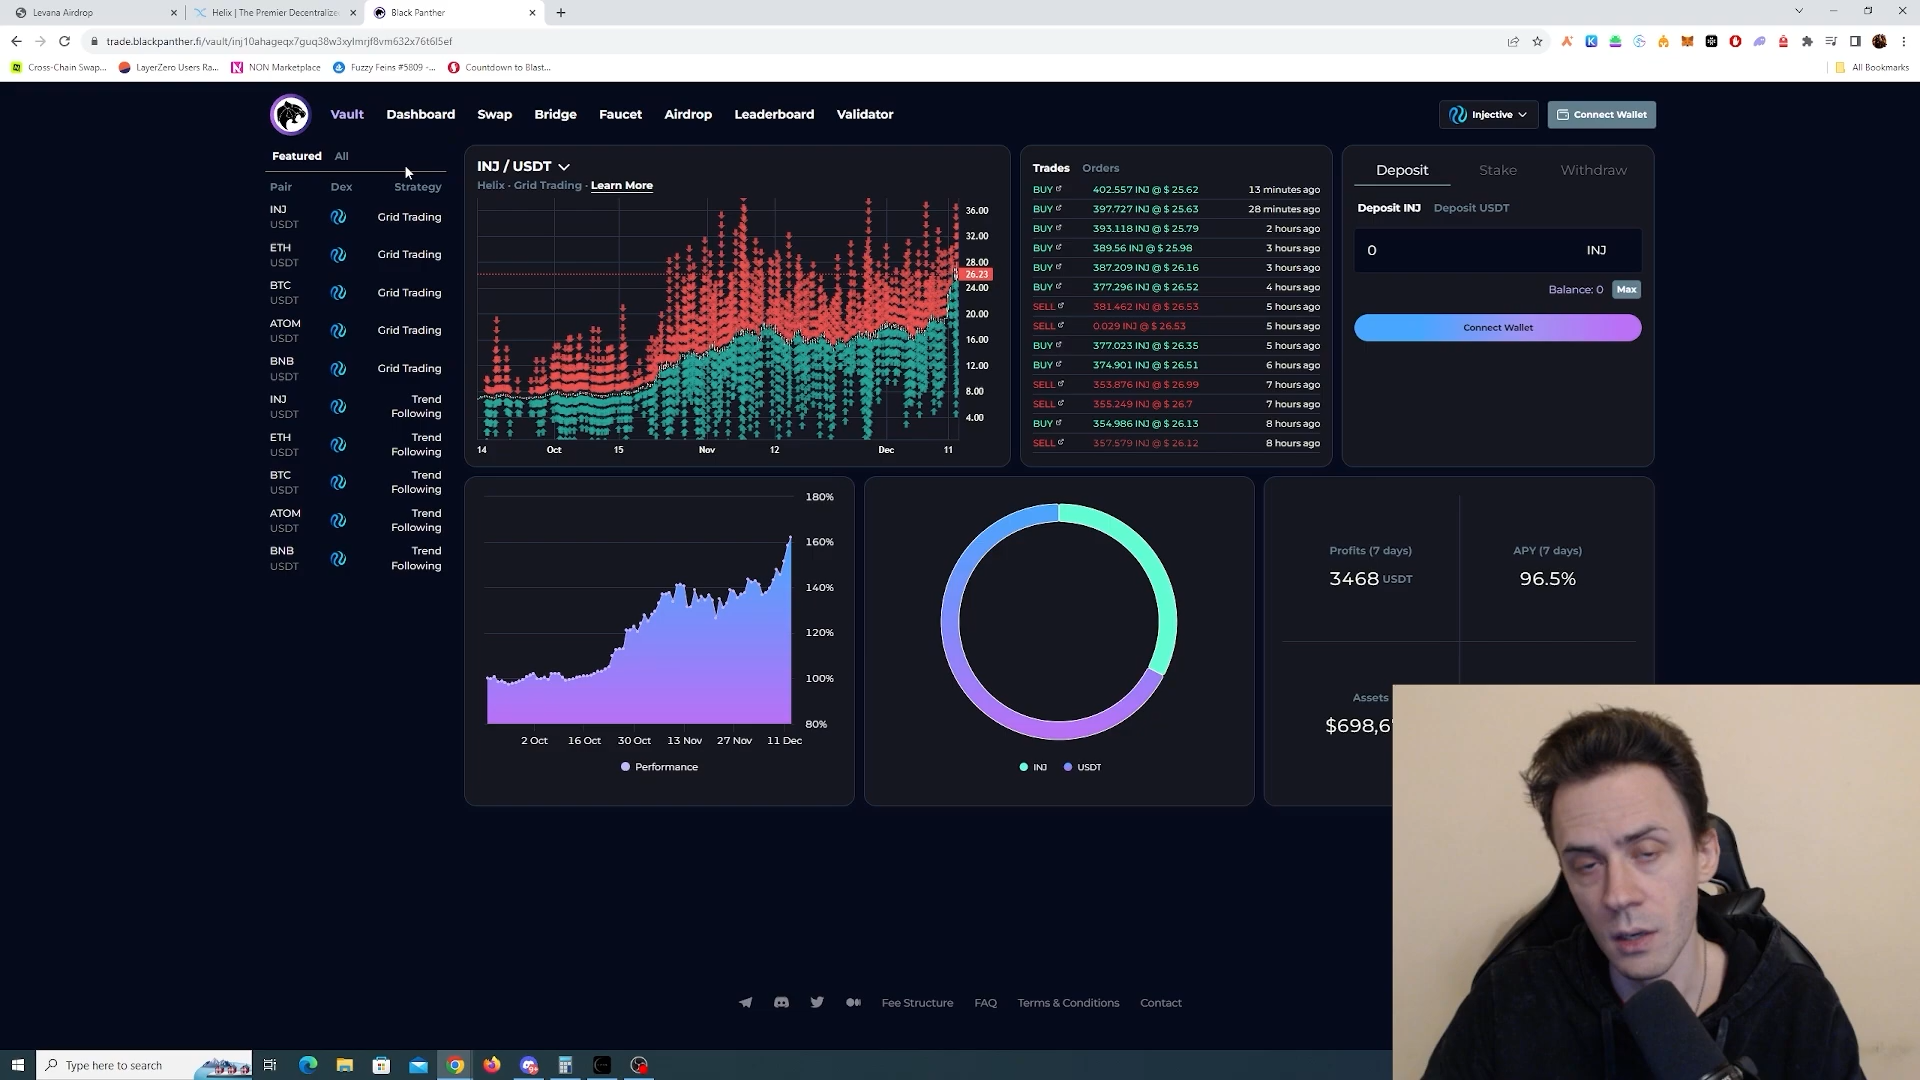 Levana Airdrop
Helix | The Premier Decentralize
Black Panther
trade.blackpanther.fi/vault/inj10ahageqx7guq38w3xylmrjf8vm632x76t6l5ef
Cross-Chain Swap...
LayerZero Users Ra...
NON Marketplace
Fuzzy Feins #5809 -...
Countdown to Blast...
All Bookmarks
Vault
Dashboard
Swap
Bridge
Faucet
Airdrop
Leaderboard
Validator
Injective
Connect Wallet
Featured
All
Pair
Dex
Strategy
INJ
USDT
Grid Trading
ETH
USDT
Grid Trading
BTC
USDT
Grid Trading
ATOM
USDT
Grid Trading
BNB
USDT
Grid Trading
INJ
USDT
Trend
Following
ETH
USDT
Trend
Following
BTC
USDT
Trend
Following
ATOM
USDT
Trend
Following
BNB
USDT
Trend
Following
INJ / USDT
Helix · Grid Trading · Learn More
36.00
32.00
28.00
26.23
24.00
20.00
16.00
12.00
8.00
4.00
14
Oct
15
Nov
12
Dec
11
Trades
Orders
BUY 402.557 INJ @ $ 25.62 13 minutes ago
BUY 397.727 INJ @ $ 25.63 28 minutes ago
BUY 393.118 INJ @ $ 25.79 2 hours ago
BUY 389.56 INJ @ $ 25.98 3 hours ago
BUY 387.209 INJ @ $ 26.16 3 hours ago
BUY 377.296 INJ @ $ 26.52 4 hours ago
SELL 381.462 INJ @ $ 26.53 5 hours ago
SELL 0.029 INJ @ $ 26.53 5 hours ago
BUY 377.023 INJ @ $ 26.35 5 hours ago
BUY 374.901 INJ @ $ 26.51 6 hours ago
SELL 353.876 INJ @ $ 26.99 7 hours ago
SELL 355.249 INJ @ $ 26.7 7 hours ago
BUY 354.986 INJ @ $ 26.13 8 hours ago
SELL 357.579 INJ @ $ 26.12 8 hours ago
Deposit
Stake
Withdraw
Deposit INJ
Deposit USDT
0
INJ
Balance: 0
Max
Connect Wallet
180%
160%
140%
120%
100%
80%
2 Oct
16 Oct
30 Oct
13 Nov
27 Nov
11 Dec
Performance
INJ
USDT
Profits (7 days)
3468 USDT
APY (7 days)
96.5%
Assets
$698,6
Fee Structure
FAQ
Terms & Conditions
Contact
Type here to search